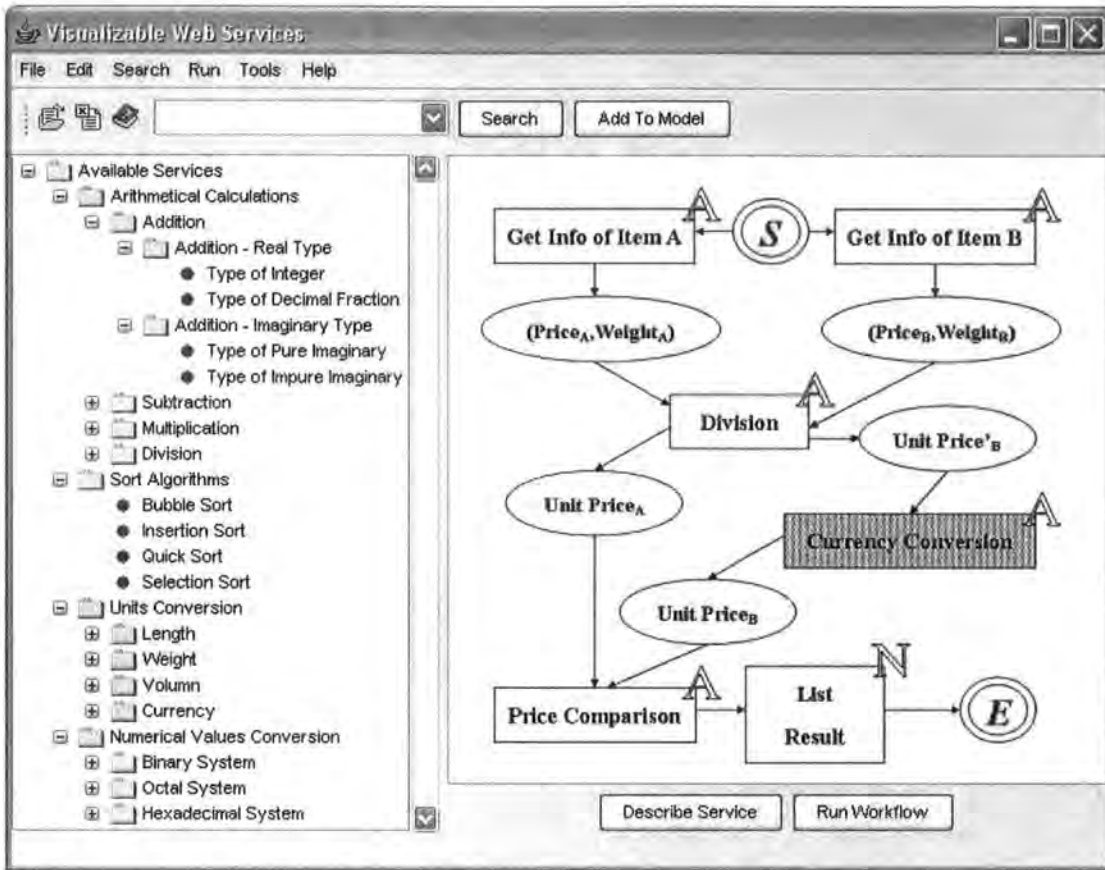 Visualizable Web Services
File Edit Search Run Tools Help
Search
Add To Model
Available Services
Arithmetical Calculations
Addition
Addition - Real Type
Type of Integer
Type of Decimal Fraction
Addition - Imaginary Type
Type of Pure Imaginary
Type of Impure Imaginary
Subtraction
Multiplication
Division
Sort Algorithms
Bubble Sort
Insertion Sort
Quick Sort
Selection Sort
Units Conversion
Length
Weight
Volumn
Currency
Numerical Values Conversion
Binary System
Octal System
Hexadecimal System
A
A
Get Info of Item A
S
Get Info of Item B
(PriceA,WeightA)
(PriceB,WeightB)
A
Division
Unit Price'B
Unit PriceA
A
Currency Conversion
Unit PriceB
A
N
Price Comparison
List
Result
E
Describe Service
Run Workflow